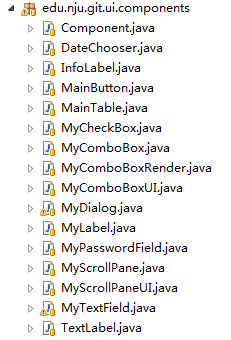 edu.nju.git.ui.components
Component.java
DateChooser.java
InfoLabel.java
MainButton.java
MainTable.java
MyCheckBox.java
MyComboBox.java
MyComboBoxRender.java
MyComboBoxUI.java
MyDialog.java
MyLabel.java
MyPasswordField.java
MyScrollPane.java
MyScrollPaneUI.java
MyTextField.java
TextLabel.java